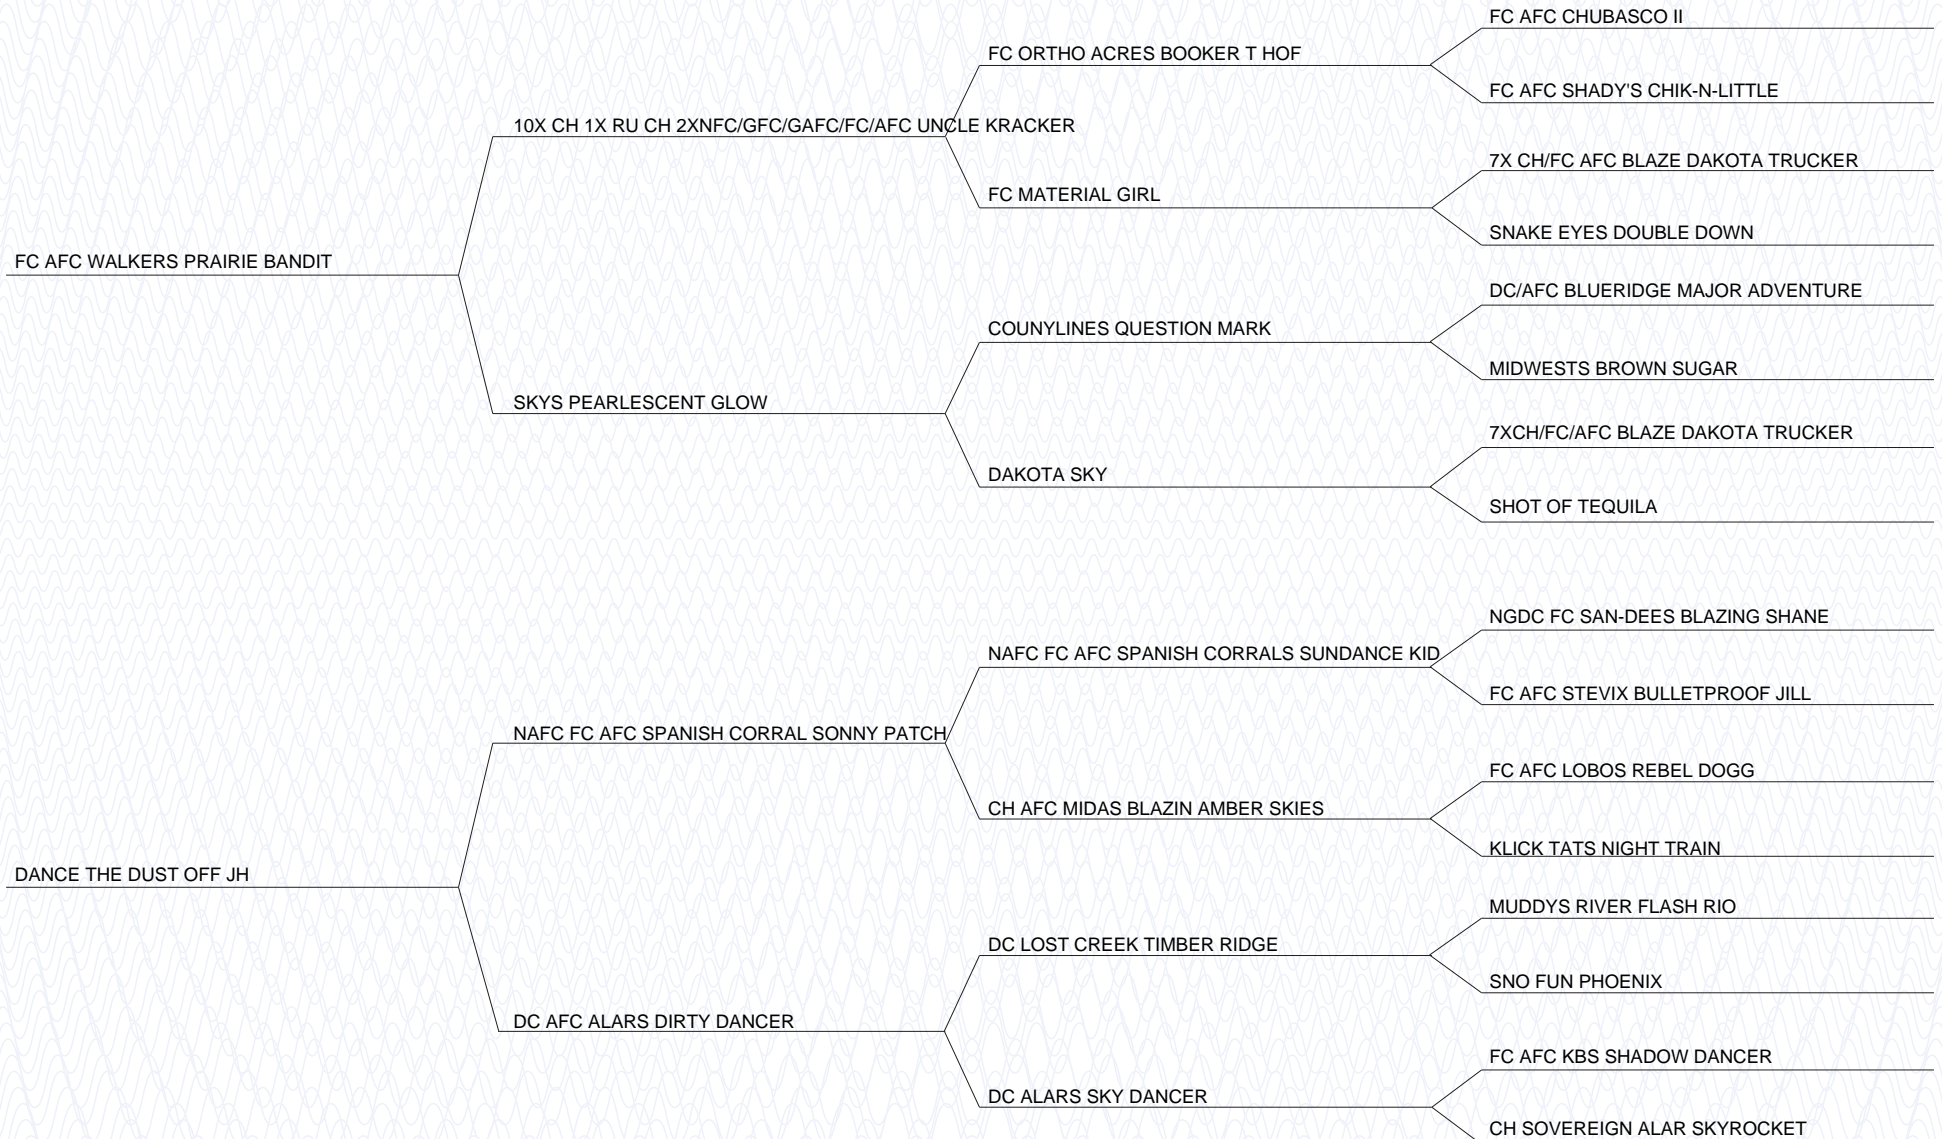 FC AFC CHUBASCO II
FC ORTHO ACRES BOOKER T HOF
FC AFC SHADY'S CHIK-N-LITTLE
10X CH 1X RU CH 2XNFC/GFC/GAFC/FC/AFC UNCLE KRACKER
7X CH/FC AFC BLAZE DAKOTA TRUCKER
FC MATERIAL GIRL
SNAKE EYES DOUBLE DOWN
FC AFC WALKERS PRAIRIE BANDIT
DC/AFC BLUERIDGE MAJOR ADVENTURE
COUNYLINES QUESTION MARK
MIDWESTS BROWN SUGAR
SKYS PEARLESCENT GLOW
7XCH/FC/AFC BLAZE DAKOTA TRUCKER
DAKOTA SKY
SHOT OF TEQUILA
NGDC FC SAN-DEES BLAZING SHANE
NAFC FC AFC SPANISH CORRALS SUNDANCE KID
FC AFC STEVIX BULLETPROOF JILL
NAFC FC AFC SPANISH CORRAL SONNY PATCH
FC AFC LOBOS REBEL DOGG
CH AFC MIDAS BLAZIN AMBER SKIES
KLICK TATS NIGHT TRAIN
DANCE THE DUST OFF JH
MUDDYS RIVER FLASH RIO
DC LOST CREEK TIMBER RIDGE
SNO FUN PHOENIX
DC AFC ALARS DIRTY DANCER
FC AFC KBS SHADOW DANCER
DC ALARS SKY DANCER
CH SOVEREIGN ALAR SKYROCKET